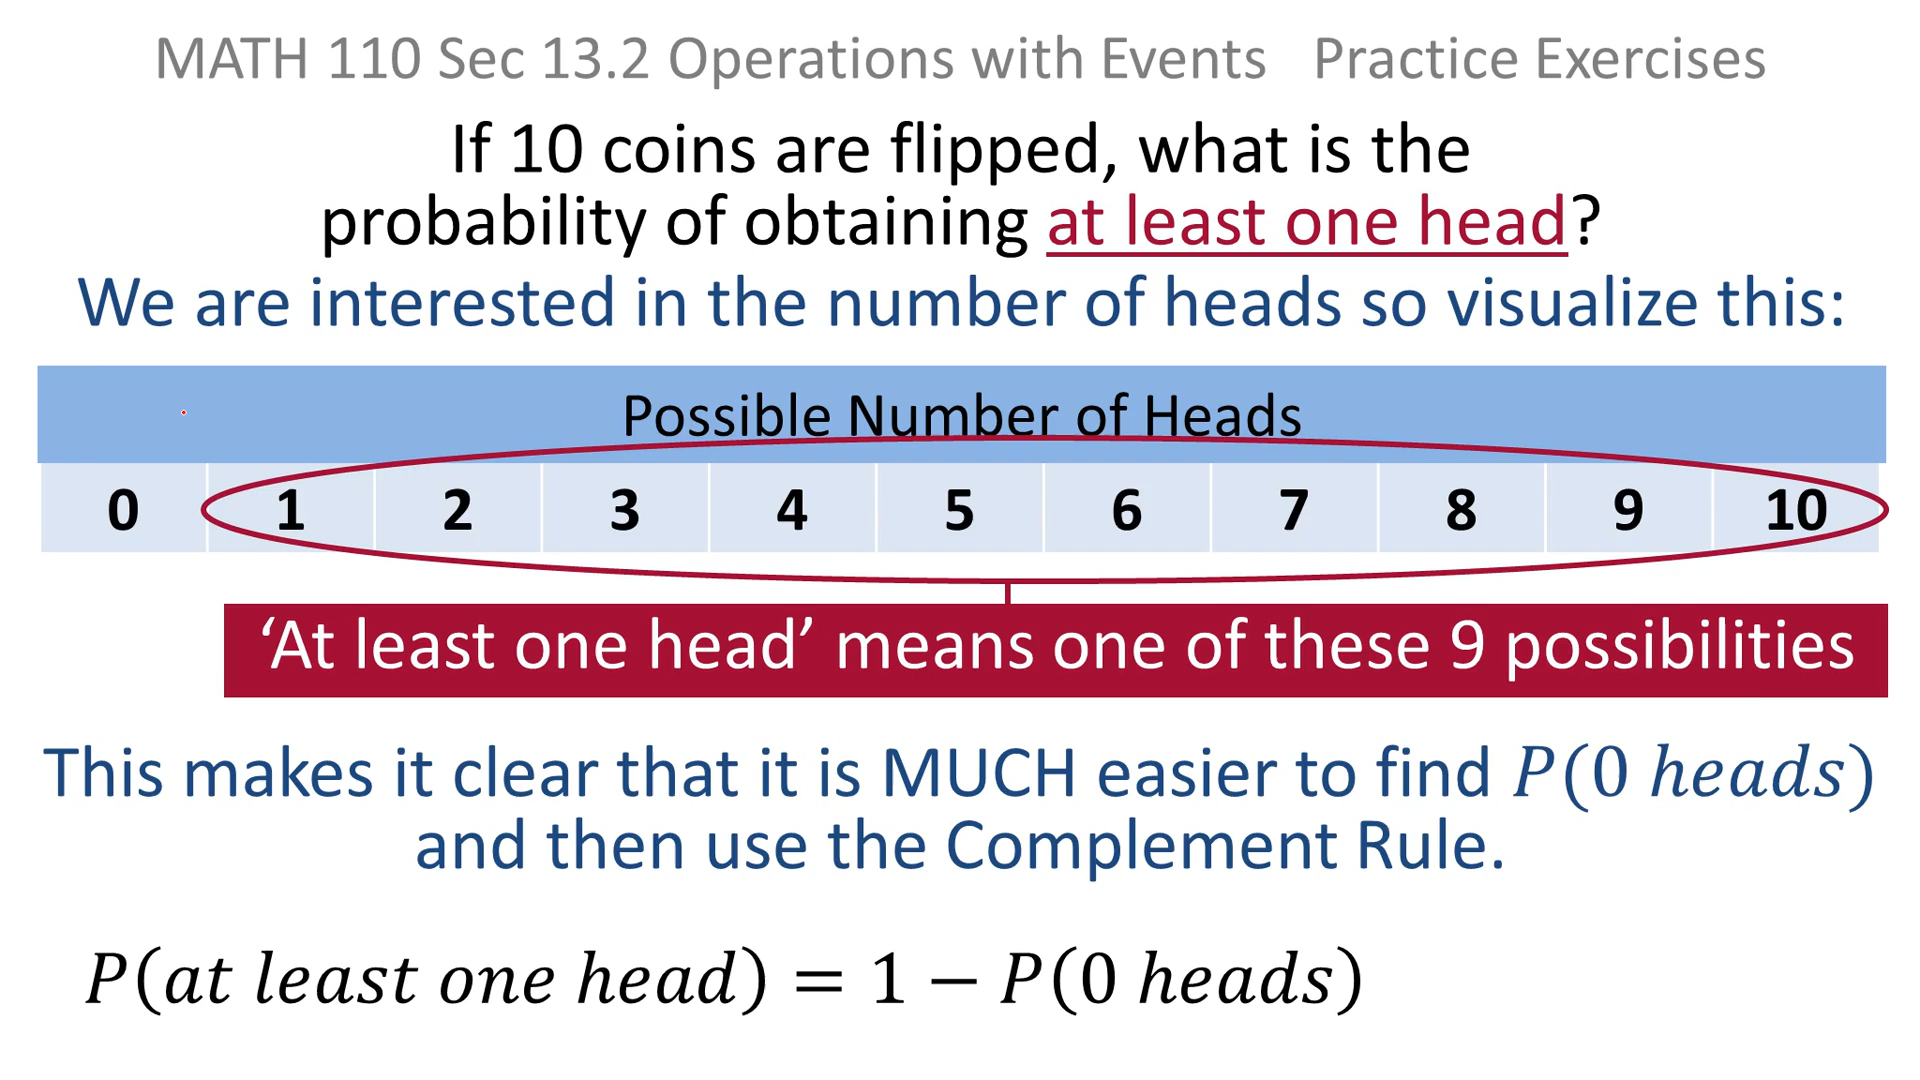 MATH 110 Sec 13.2 Operations with Events Practice Exercises
If 10 coins are flipped, what is the
probability of obtaining at least one head?
We are interested in the number of heads so visualize this:
Possible Number of Heads
0 1 2 3 4 5 6 7 8 9 10
‘At least one head’ means one of these 9 possibilities
This makes it clear that it is MUCH easier to find P(0 heads)
and then use the Complement Rule.
P(at least one head) = 1 − P(0 heads)